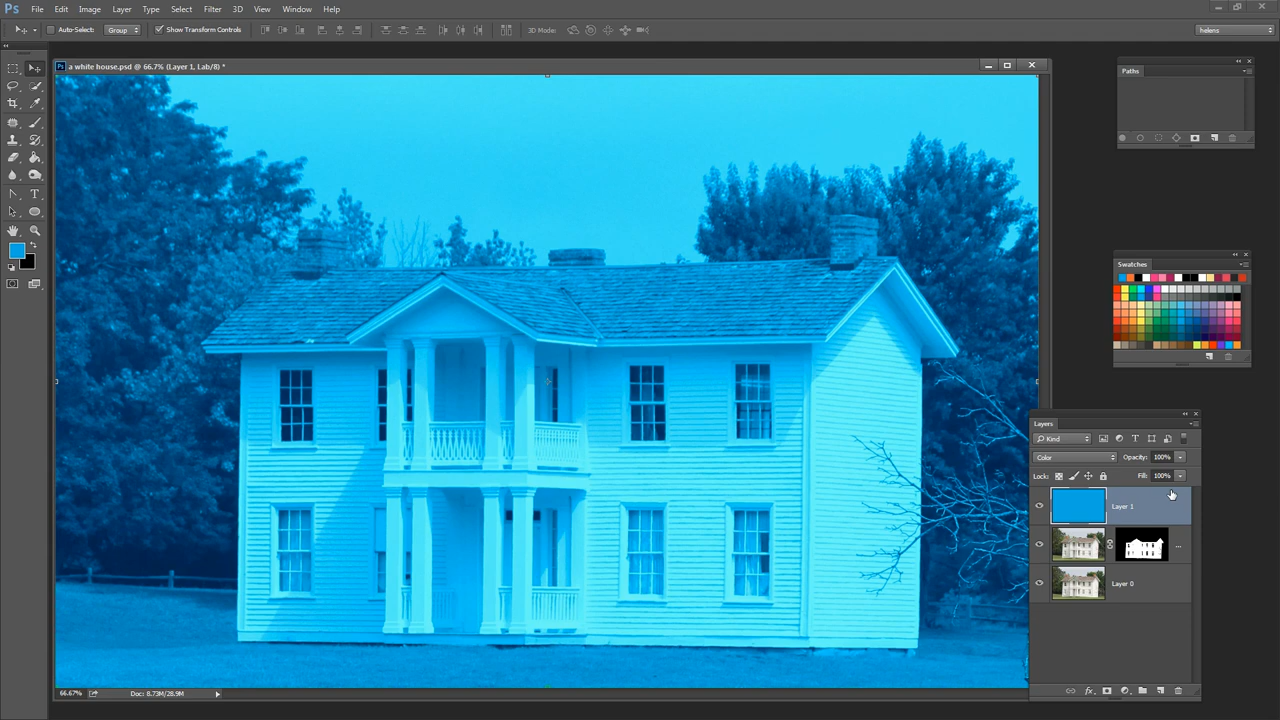 Ps File Edit Image Layer Type Select Filter 3D View Window Help
Auto-Select: Group Show Transform Controls 3D Mode: helens
Ps a white house.psd @ 66.7% (Layer 1, Lab/8) *
Paths
Swatches
Layers
Kind
Color Opacity: 100%
Lock: Fill: 100%
Layer 1
...
Layer 0
fx
66.67% Doc: 8.73M/28.9M